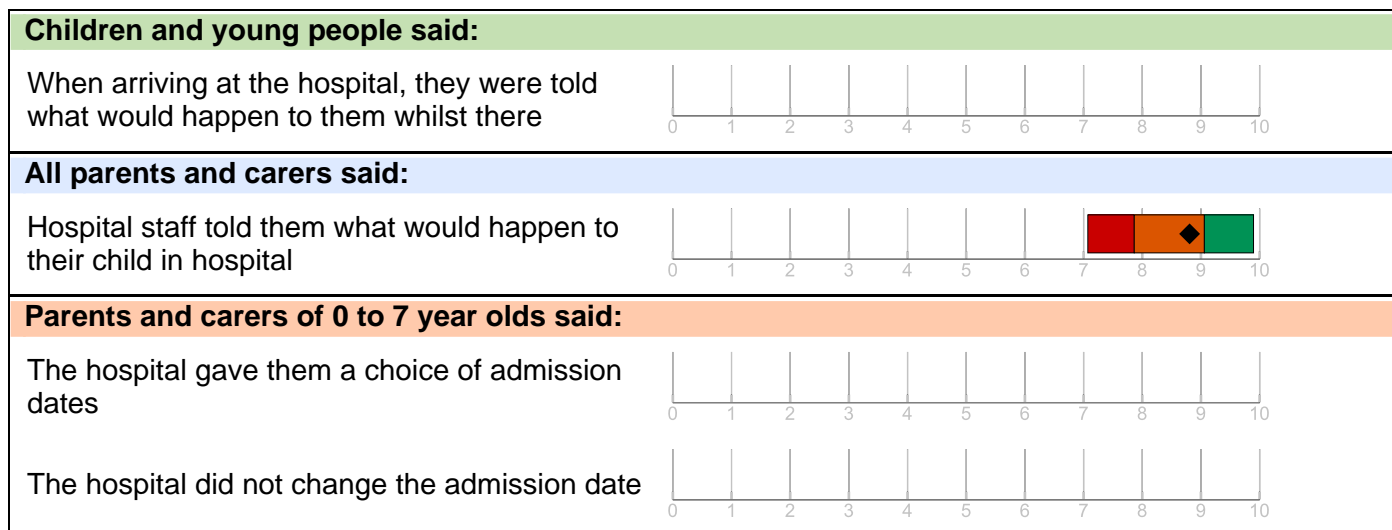 Children and young people said:
When arriving at the hospital, they were told
what would happen to them whilst there
0 1 2 3 4 5 6 7 8 9 10
All parents and carers said:
Hospital staff told them what would happen to
their child in hospital
0 1 2 3 4 5 6 7 8 9 10
Parents and carers of 0 to 7 year olds said:
The hospital gave them a choice of admission
dates
0 1 2 3 4 5 6 7 8 9 10
The hospital did not change the admission date
0 1 2 3 4 5 6 7 8 9 10